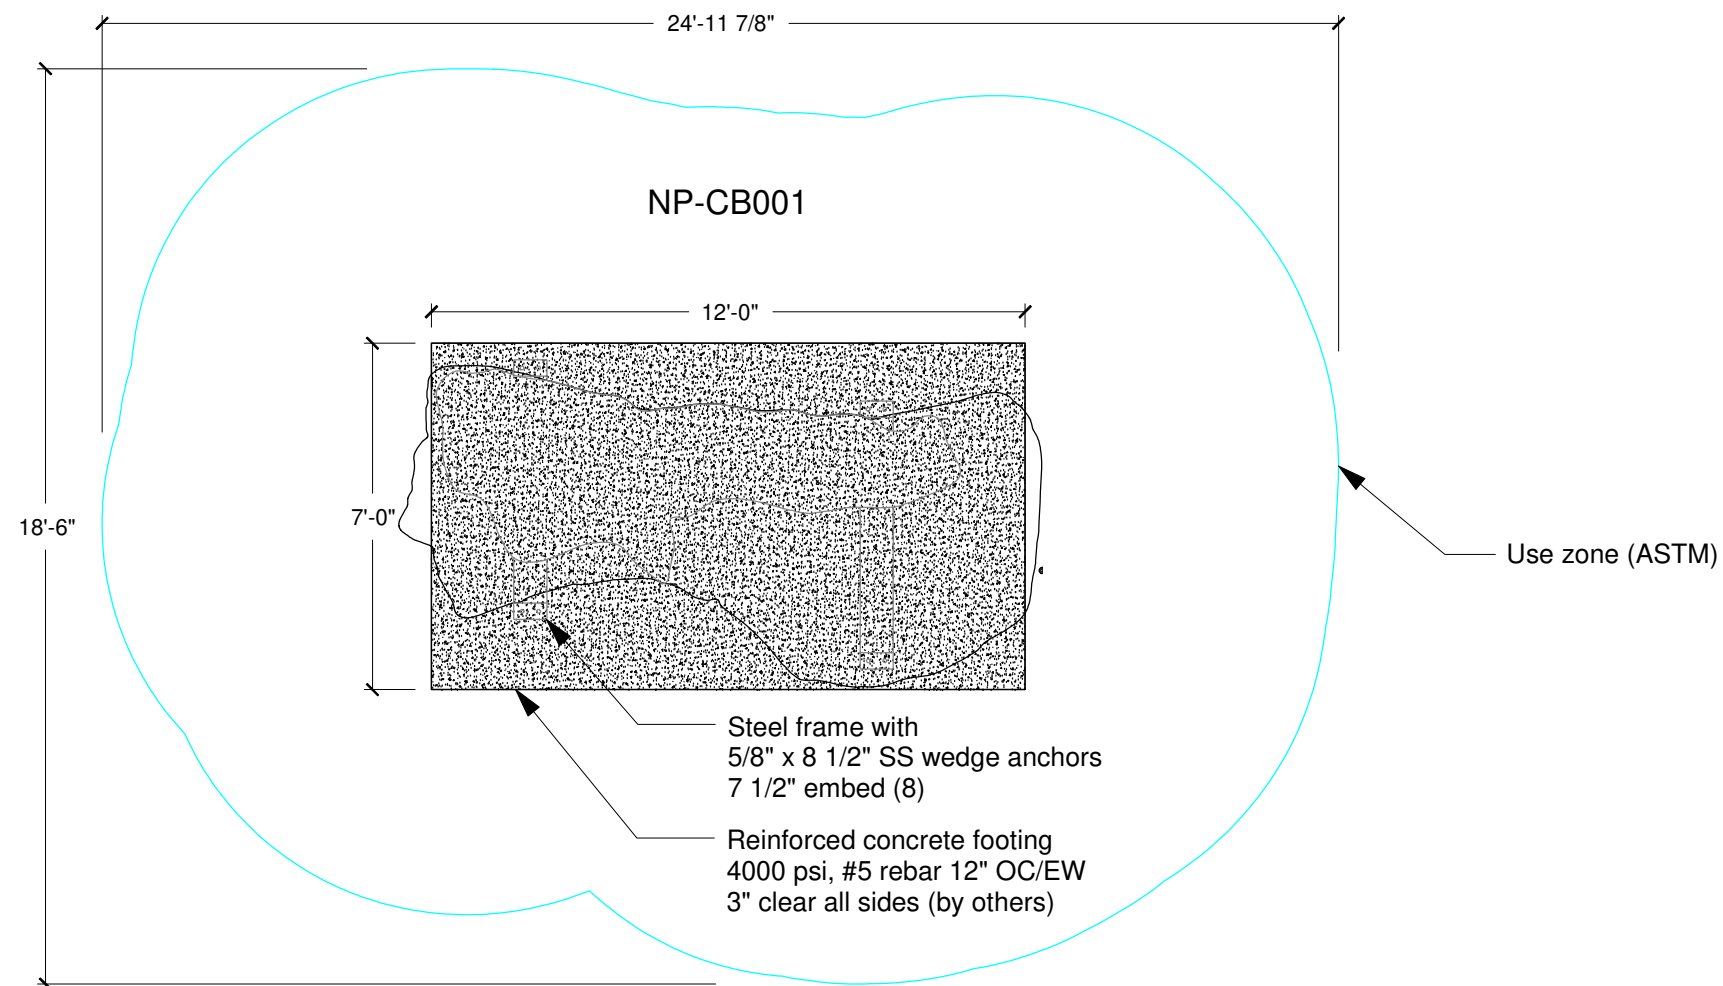 24'-11 7/8"
NP-CB001
12'-0"
7'-0"
18'-6"
Use zone (ASTM)
Steel frame with
5/8" x 8 1/2" SS wedge anchors
7 1/2" embed (8)
Reinforced concrete footing
4000 psi, #5 rebar 12" OC/EW
3" clear all sides (by others)